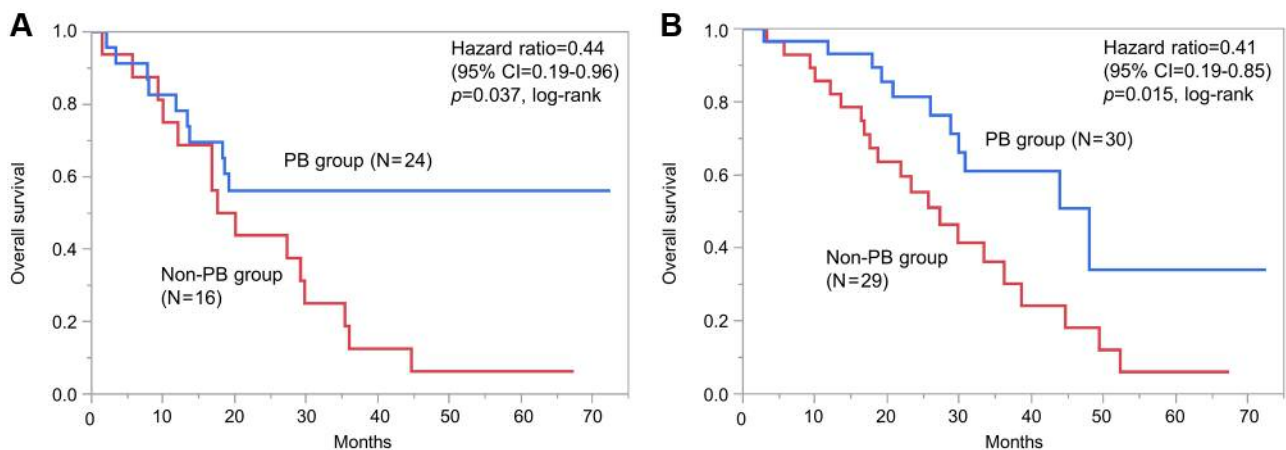 A
Overall survival
1.0
0.8
0.6
0.4
0.2
0.0
Hazard ratio=0.44
(95% CI=0.19-0.96)
p=0.037, log-rank
PB group (N=24)
Non-PB group
(N=16)
0 10 20 30 40 50 60 70
Months
B
Overall survival
1.0
0.8
0.6
0.4
0.2
0.0
Hazard ratio=0.41
(95% CI=0.19-0.85)
p=0.015, log-rank
PB group (N=30)
Non-PB group
(N=29)
0 10 20 30 40 50 60 70
Months